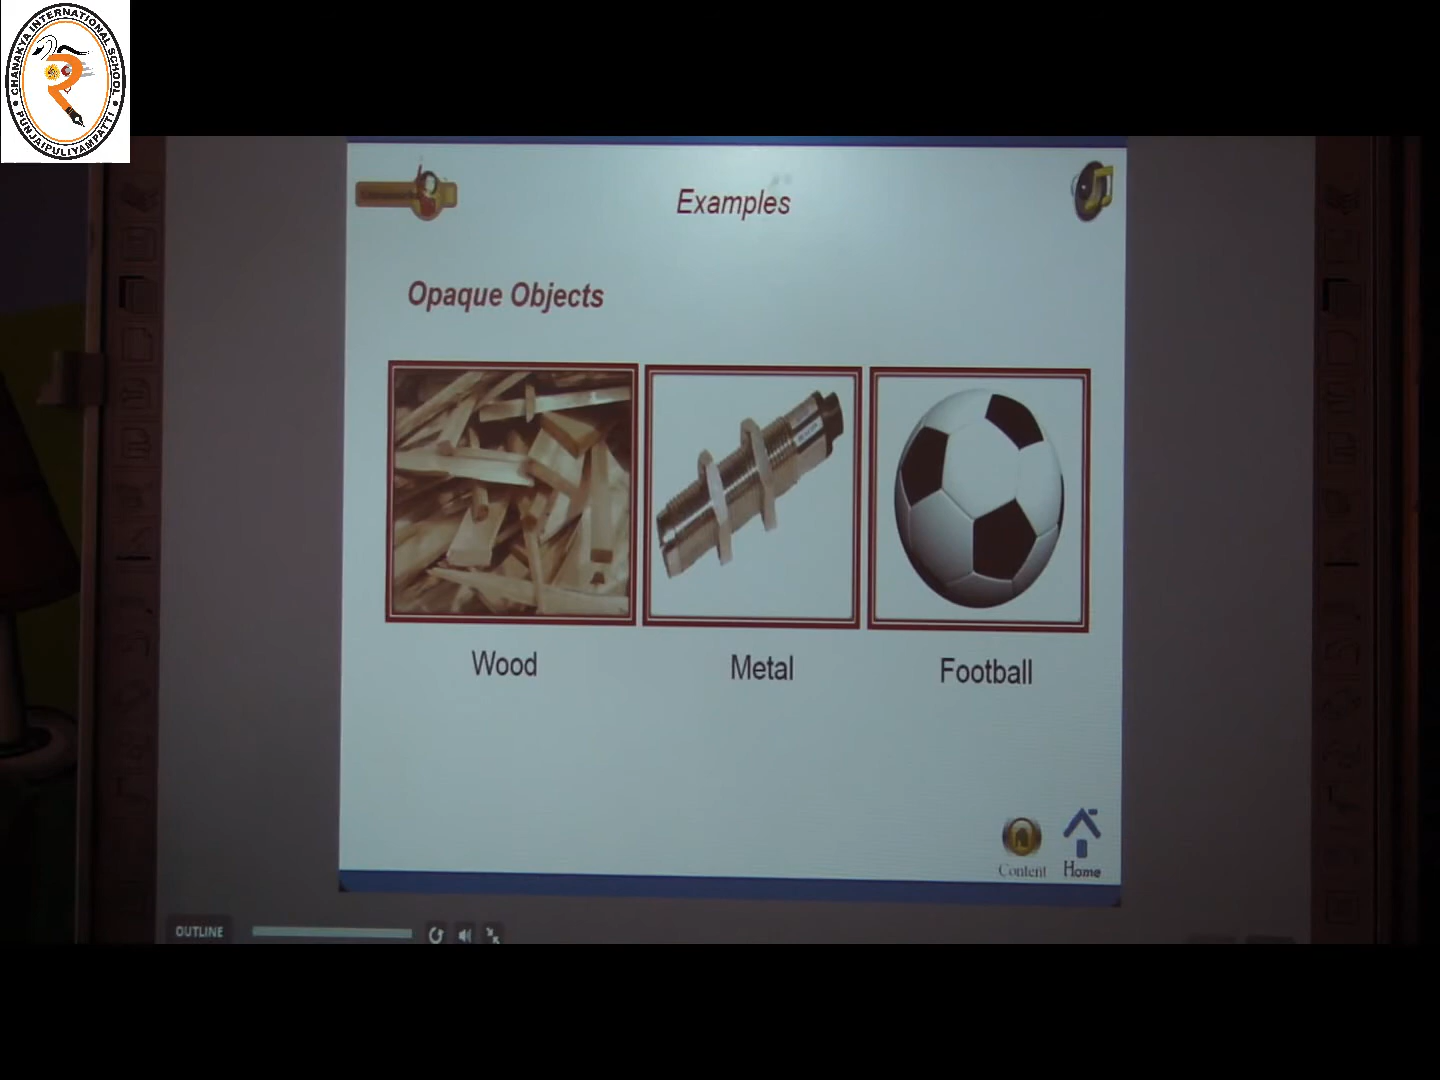 CHANAKYA INTERNATIONAL SCHOOL
PUNJAIPULIYAMPATTI
Examples
Opaque Objects
Wood
Metal
Football
Content
Home
OUTLINE